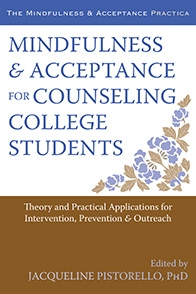 THE MINDFULNESS & ACCEPTANCE PRACTICA
MINDFULNESS
& ACCEPTANCE
FOR COUNSELING
COLLEGE
STUDENTS
Theory and Practical Applications for
Intervention, Prevention & Outreach
Edited by
JACQUELINE PISTORELLO, PHD